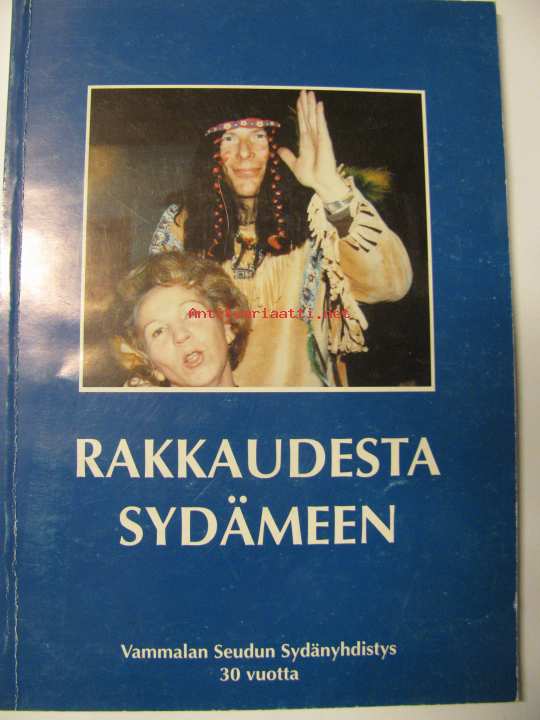 Antikvariaatti.net
RAKKAUDESTA
SYDÄMEEN
Vammalan Seudun Sydänyhdistys
30 vuotta